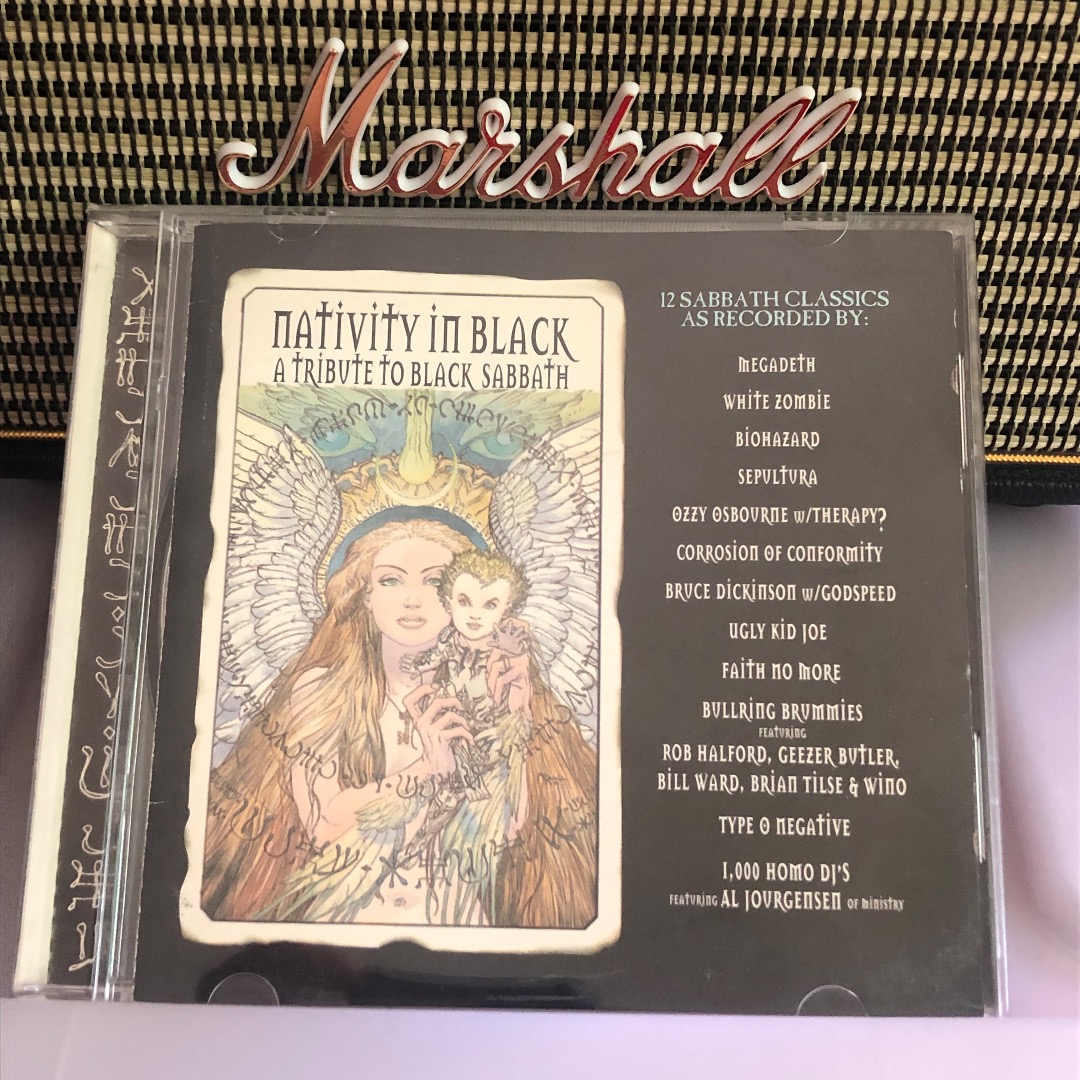 Marshall
NATIVITY IN BLACK
A TRIBUTE TO BLACK SABBATH
12 SABBATH CLASSICS
AS RECORDED BY:
MEGADETH
WHITE ZOMBIE
BIOHAZARD
SEPULTURA
OZZY OSBOURNE W/THERAPY?
CORROSION OF CONFORMITY
BRUCE DICKINSON W/GODSPEED
UGLY KID JOE
FAITH NO MORE
BULLRING BRUMMIES
FEATURING
ROB HALFORD, GEEZER BUTLER,
BILL WARD, BRIAN TILSE & WINO
TYPE O NEGATIVE
1,000 HOMO DJ'S
FEATURING AL JOURGENSEN OF MINISTRY